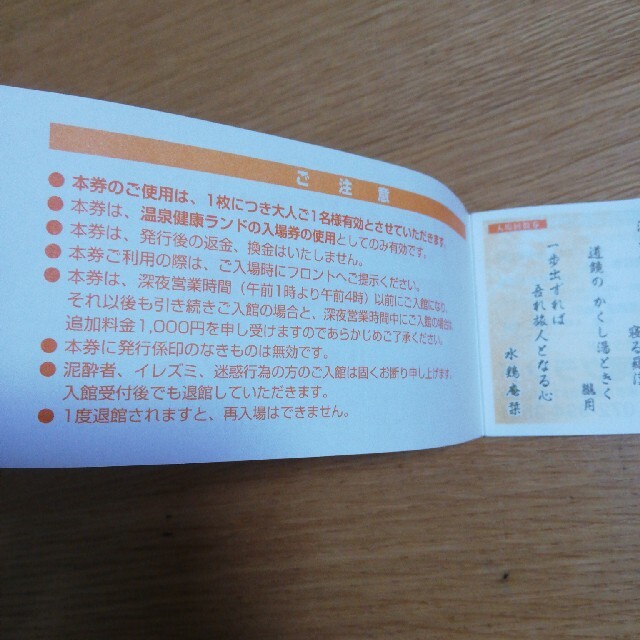 ご注意
● 本券のご使用は、1枚につき大人ご1名様有効とさせていただきます。
● 本券は、温泉健康ランドの入場券の使用としてのみ有効です。
● 本券は、発行後の返金、換金はいたしません。
● 本券ご利用の際は、ご入場時にフロントへご提示ください。
● 本券は、深夜営業時間（午前1時より午前4時）以前にご入館になり、
それ以後も引き続きご入館の場合と、深夜営業時間中にご入館の場合は、
追加料金1,000円を申し受けますのであらかじめご了承ください。
● 本券に発行係印のなきものは無効です。
● 泥酔者、イレズミ、迷惑行為の方のご入館は固くお断り申し上げます。
入館受付後でも退館していただきます。
● 1度退館されますと、再入場はできません。
道鏡の かくし湯ときく
一歩出すれば
吾れ旅人となる心
水鶏庵栞